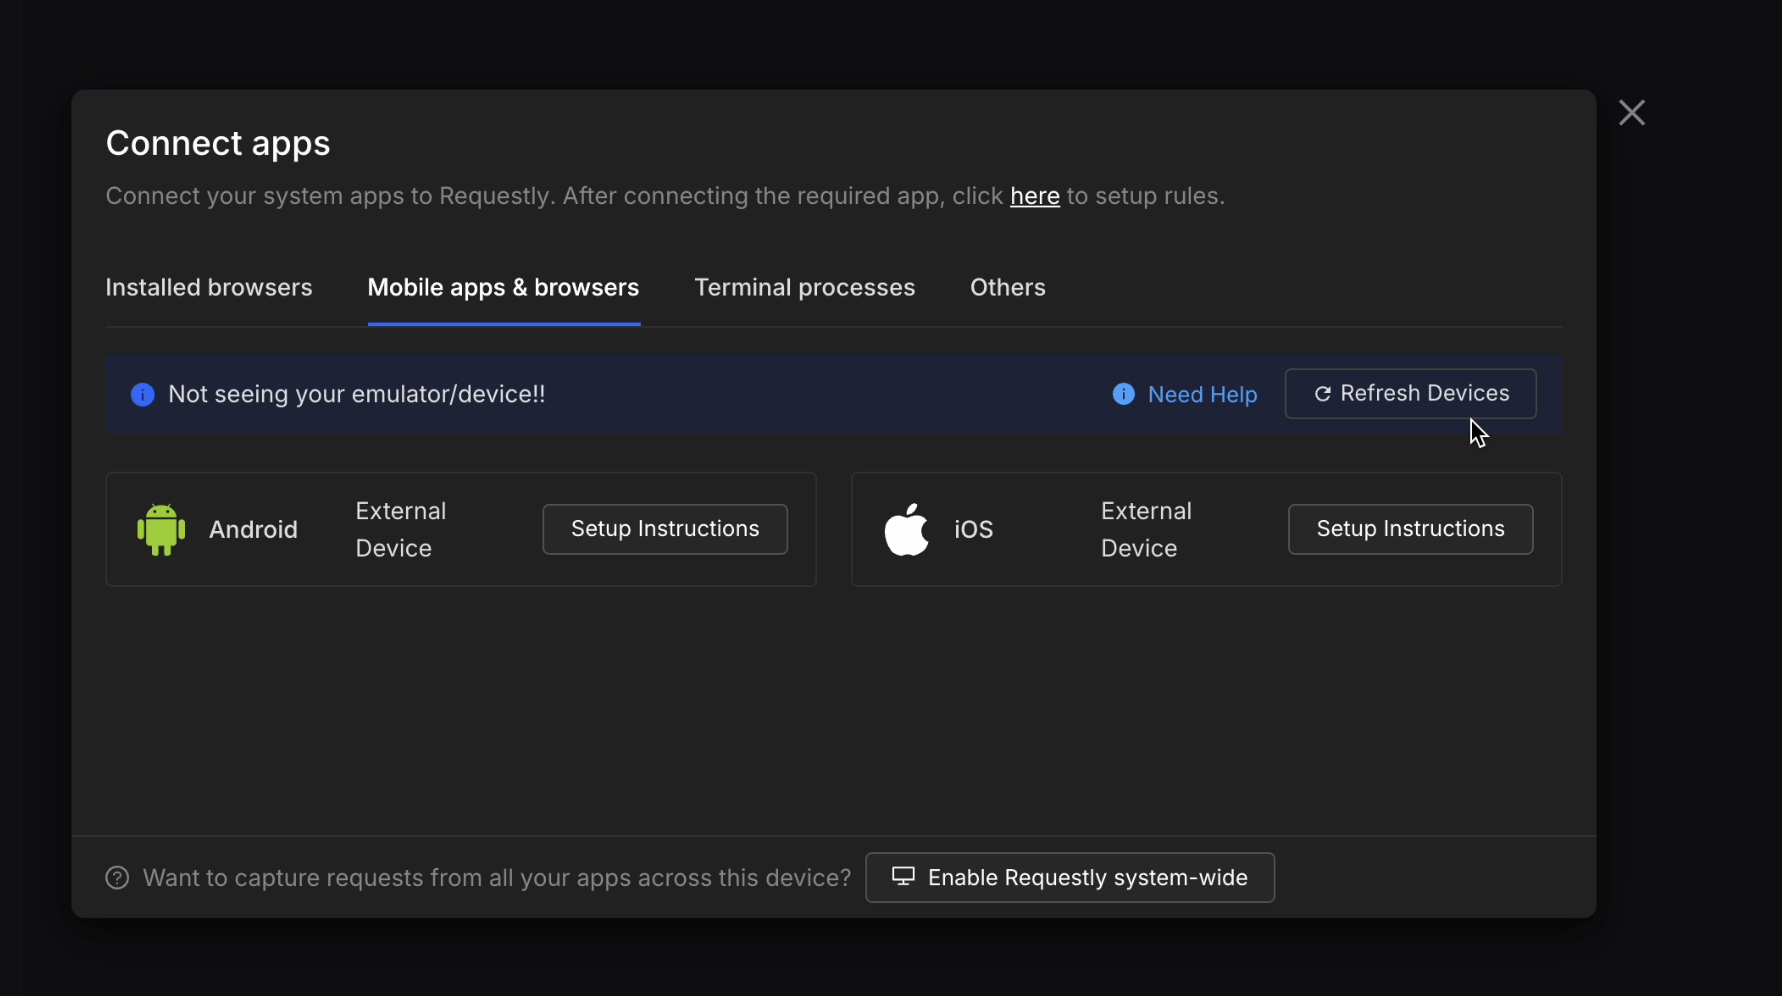 Connect apps
Connect your system apps to Requestly. After connecting the required app, click here to setup rules.
Installed browsers
Mobile apps & browsers
Terminal processes
Others
Not seeing your emulator/device!!
Need Help
Refresh Devices
Android
External
Device
Setup Instructions
iOS
External
Device
Setup Instructions
Want to capture requests from all your apps across this device?
Enable Requestly system-wide